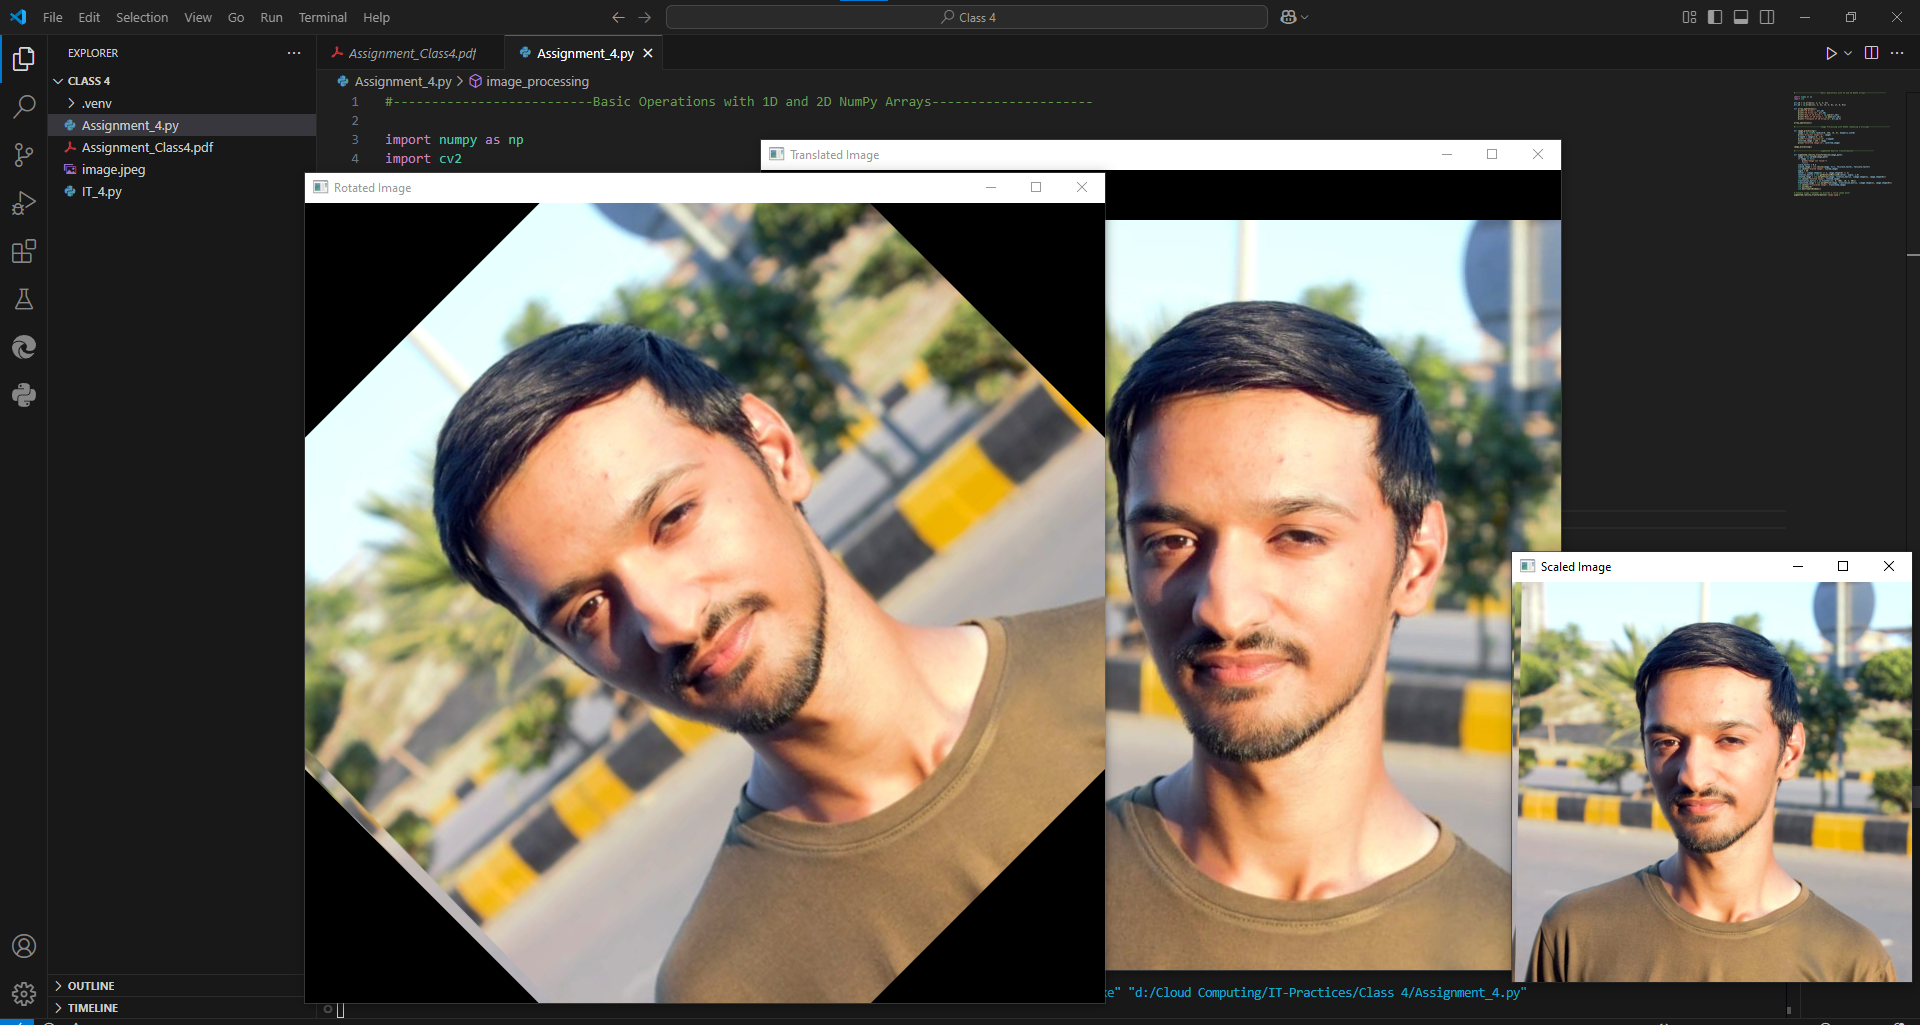 File Edit Selection View Go Run Terminal Help
Class 4
EXPLORER
CLASS 4
.venv
Assignment_4.py
Assignment_Class4.pdf
image.jpeg
IT_4.py
OUTLINE
TIMELINE
Assignment_Class4.pdf
Assignment_4.py
Assignment_4.py > image_processing
1 #--------------------------Basic Operations with 1D and 2D NumPy Arrays---------------------
2
3 import numpy as np
4 import cv2
Translated Image
Rotated Image
Scaled Image
e" "d:/Cloud Computing/IT-Practices/Class 4/Assignment_4.py"